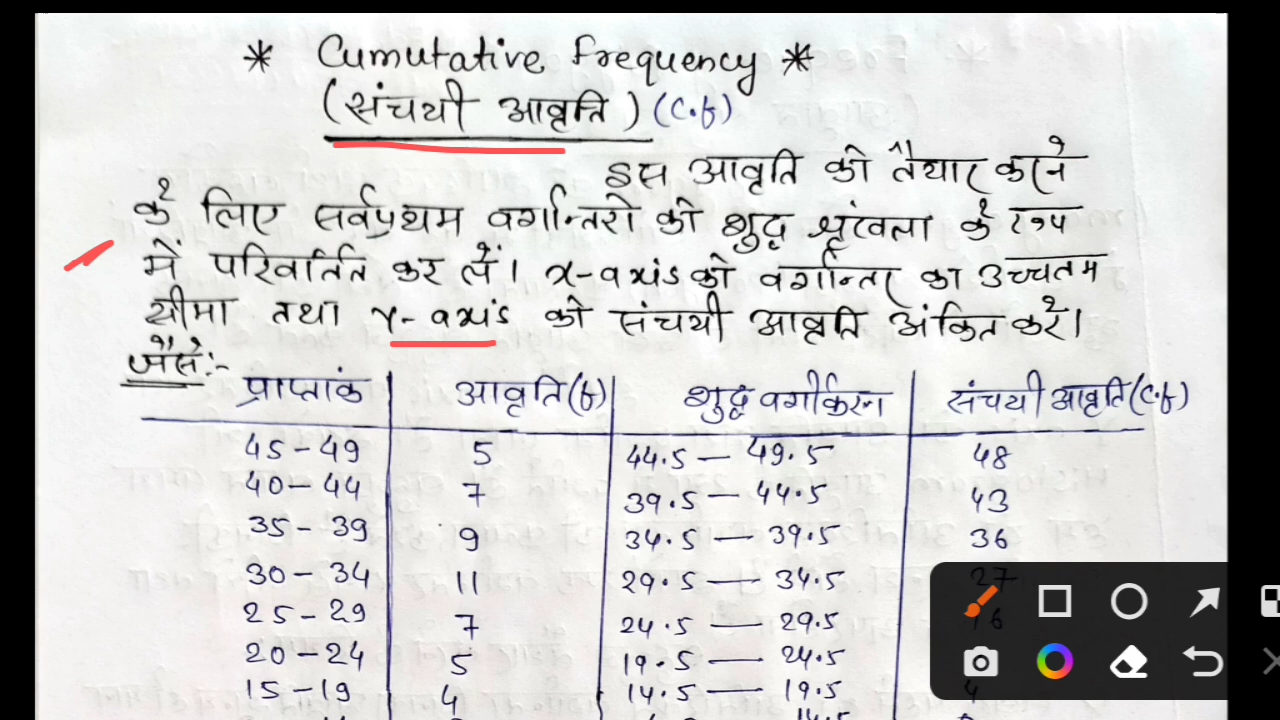 * Cumutative Frequency *
(संचयी आवृति) (C.f)
इस आवृति को तैयार करने
के लिए सर्वप्रथम वर्गान्तरो को शुद्ध श्रृंखला के रूप
में परिवर्तित कर लें। x-axis को वर्गान्तर का उच्चतम
सीमा तथा y-axis को संचयी आवृति अंकित करे।
जैसे:-
प्राप्तांक आवृति(f) शुद्ध वर्गीकरन संचयी आवृति(C.f)
45-49 5 44.5 — 49.5 48
40-44 7 39.5 — 44.5 43
35-39 9 34.5 — 39.5 36
30-34 11 29.5 — 34.5 27
25-29 7 24.5 — 29.5 16
20-24 5 19.5 — 24.5
15-19 4 14.5 — 19.5 4
14.5